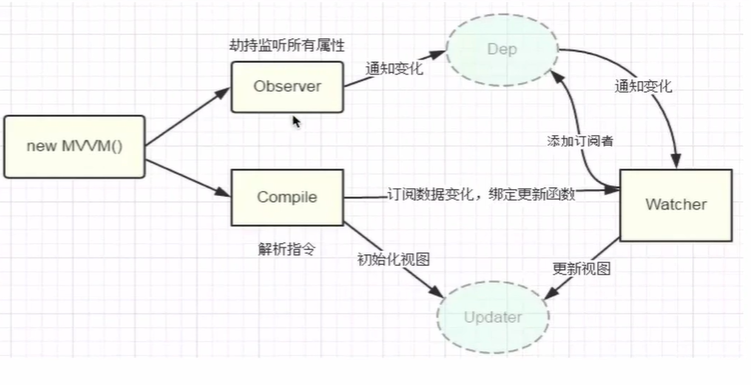 劫持监听所有属性
Observer
通知变化
Dep
通知变化
new MVVM()
添加订阅者
Compile
订阅数据变化，绑定更新函数
Watcher
解析指令
初始化视图
更新视图
Updater